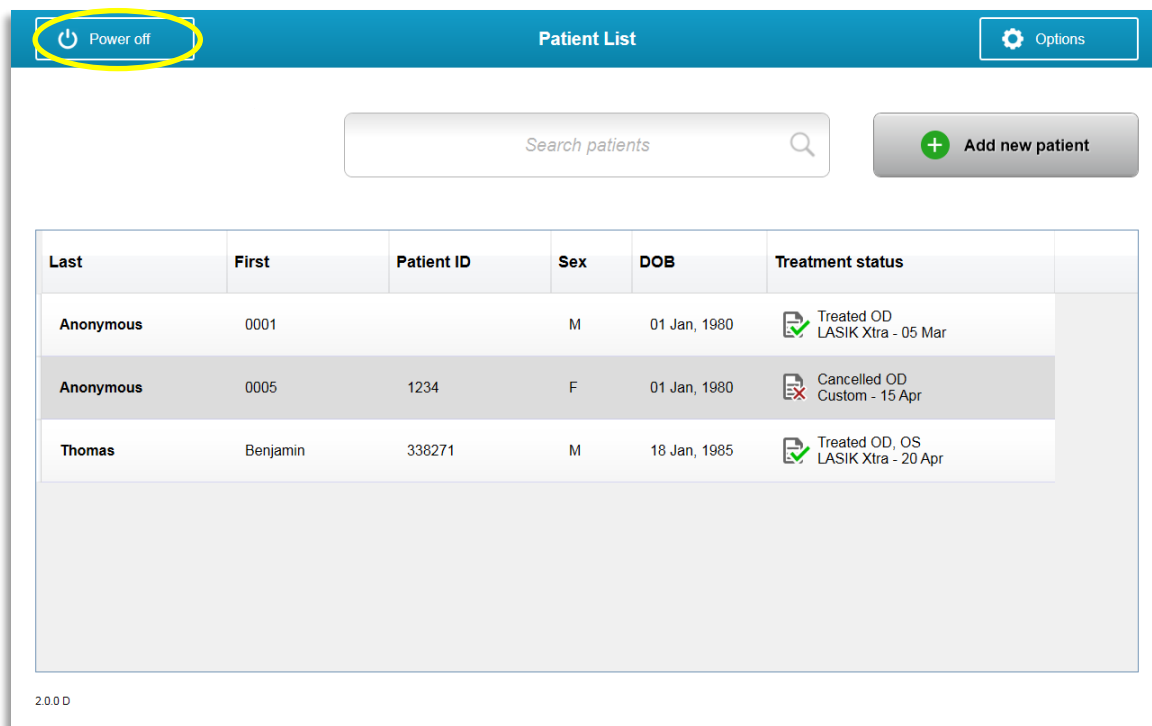 Power off
Patient List
Options
Search patients
Add new patient
Last First Patient ID Sex DOB Treatment status
Anonymous 0001 M 01 Jan, 1980 Treated OD
LASIK Xtra - 05 Mar
Anonymous 0005 1234 F 01 Jan, 1980 Cancelled OD
Custom - 15 Apr
Thomas Benjamin 338271 M 18 Jan, 1985 Treated OD, OS
LASIK Xtra - 20 Apr
2.0.0 D